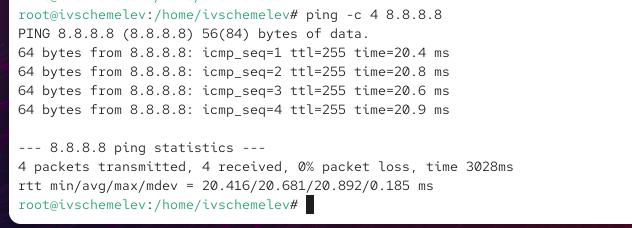 root@ivschemelev:/home/ivschemelev# ping -c 4 8.8.8.8
PING 8.8.8.8 (8.8.8.8) 56(84) bytes of data.
64 bytes from 8.8.8.8: icmp_seq=1 ttl=255 time=20.4 ms
64 bytes from 8.8.8.8: icmp_seq=2 ttl=255 time=20.8 ms
64 bytes from 8.8.8.8: icmp_seq=3 ttl=255 time=20.6 ms
64 bytes from 8.8.8.8: icmp_seq=4 ttl=255 time=20.9 ms
--- 8.8.8.8 ping statistics ---
4 packets transmitted, 4 received, 0% packet loss, time 3028ms
rtt min/avg/max/mdev = 20.416/20.681/20.892/0.185 ms
root@ivschemelev:/home/ivschemelev#